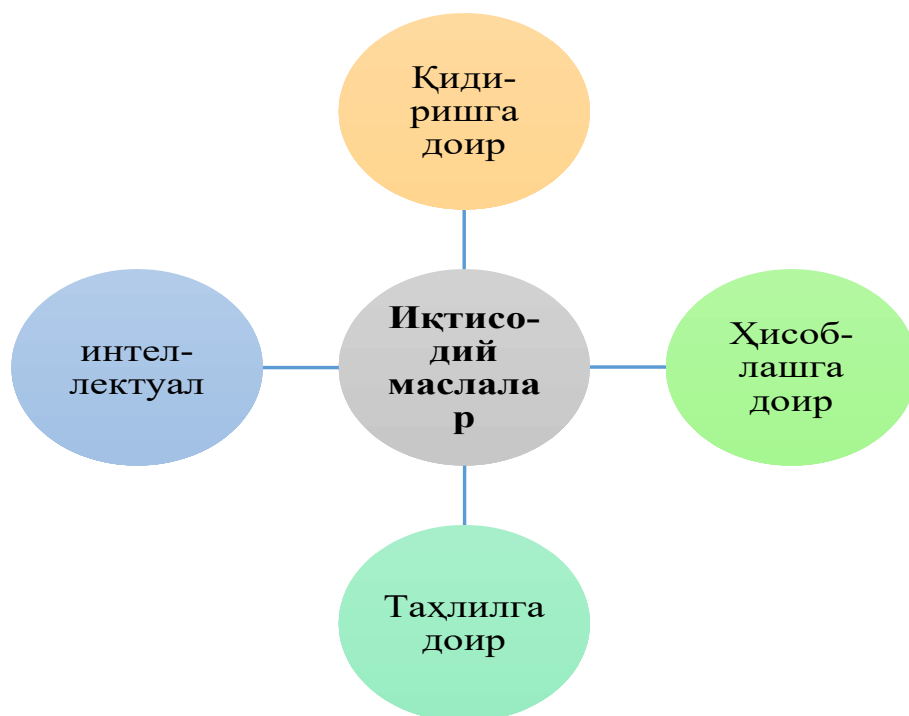 Қиди-
ришга
доир
интел-
лектуал
Иқтисо-
дий
маслала
р
Ҳисоб-
лашга
доир
Таҳлилга
доир